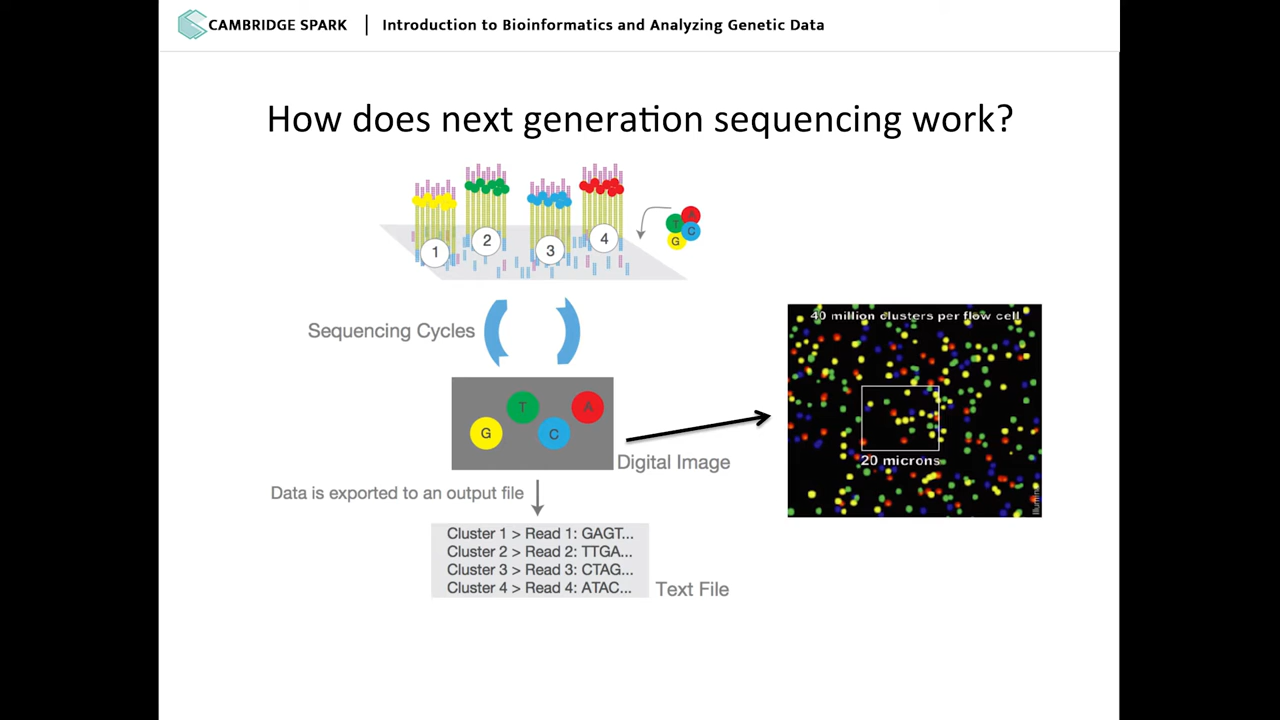 CAMBRIDGE SPARK | Introduction to Bioinformatics and Analyzing Genetic Data
How does next generation sequencing work?
1
2
3
4
A
T
C
G
Sequencing Cycles
40 million clusters per flow cell
T
A
G
C
20 microns
Digital Image
Data is exported to an output file
Cluster 1 > Read 1: GAGT...
Cluster 2 > Read 2: TTGA...
Cluster 3 > Read 3: CTAG...
Cluster 4 > Read 4: ATAC...
Text File